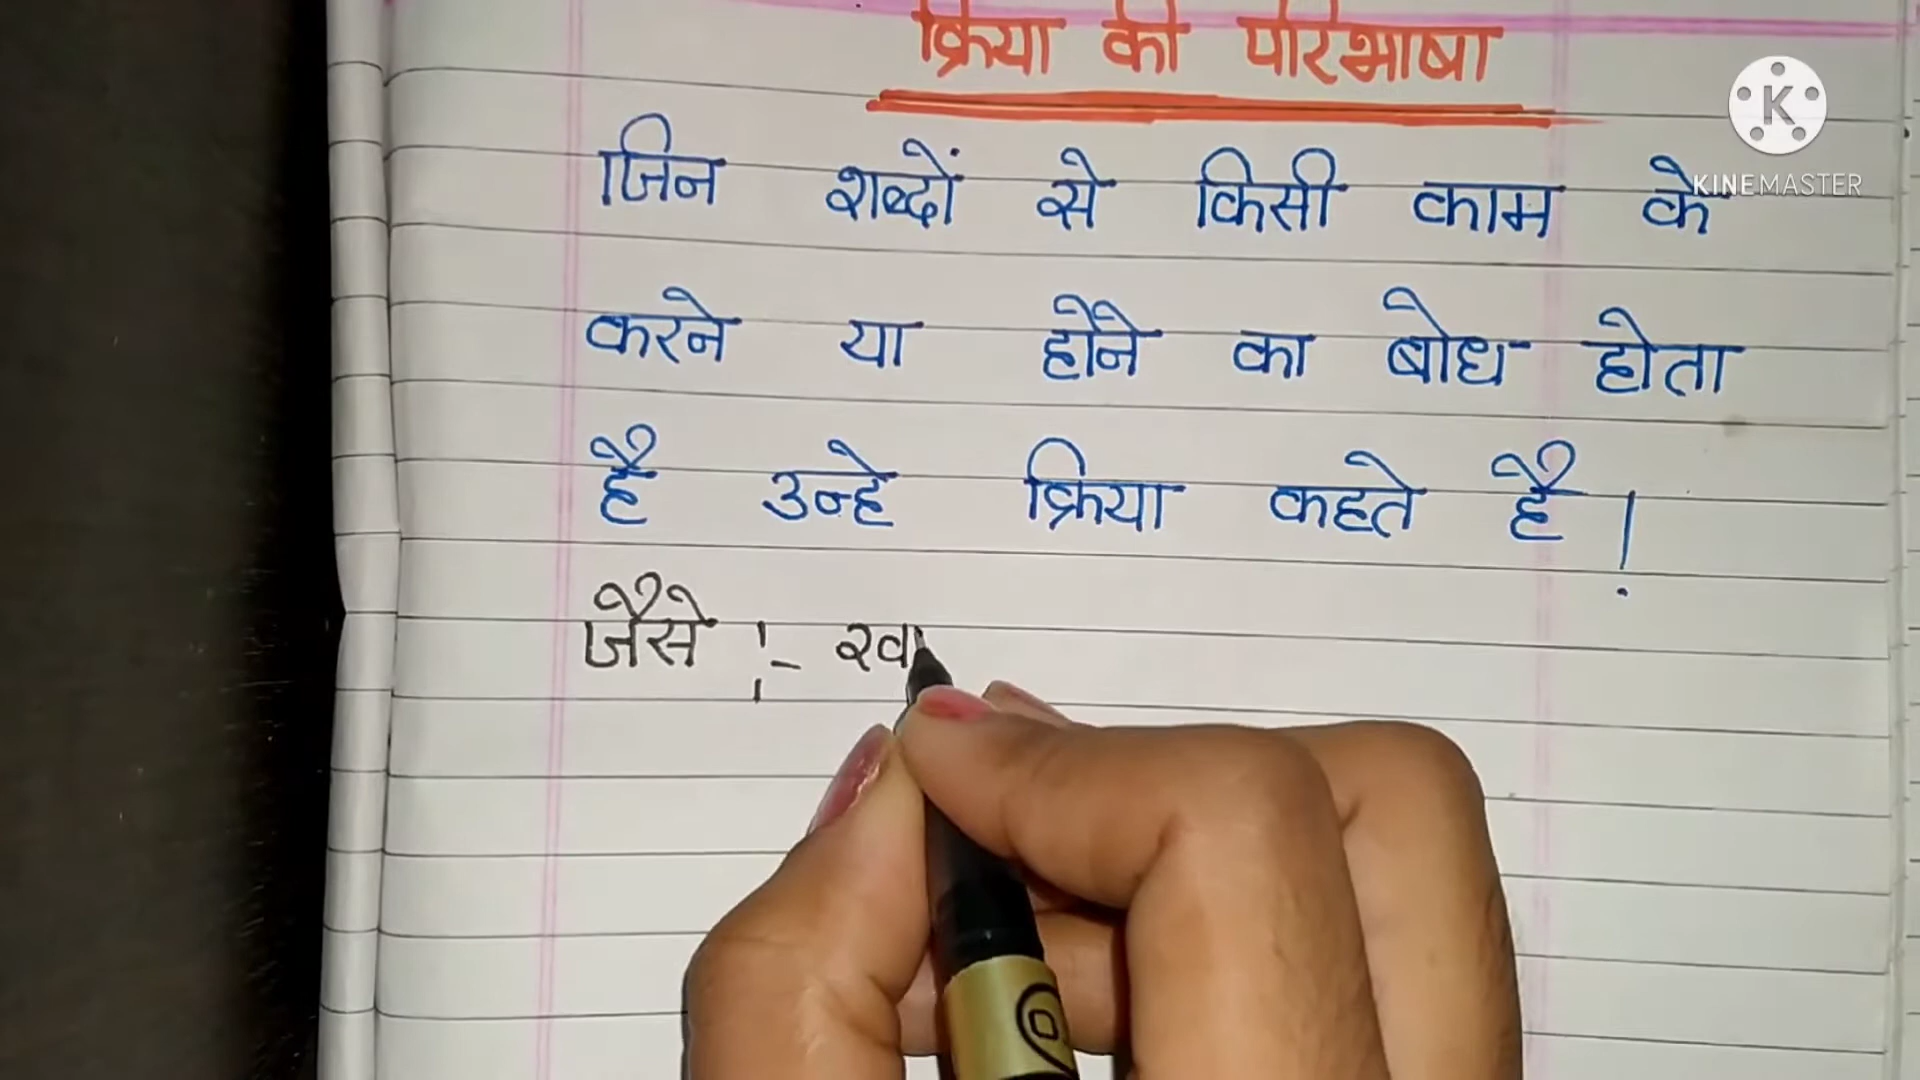 क्रिया की परिभाषा
जिन शब्दों से किसी काम के
करने या होने का बोध होता
है उन्हे क्रिया कहते है !
जैसे :- ख
K
KINEMASTER